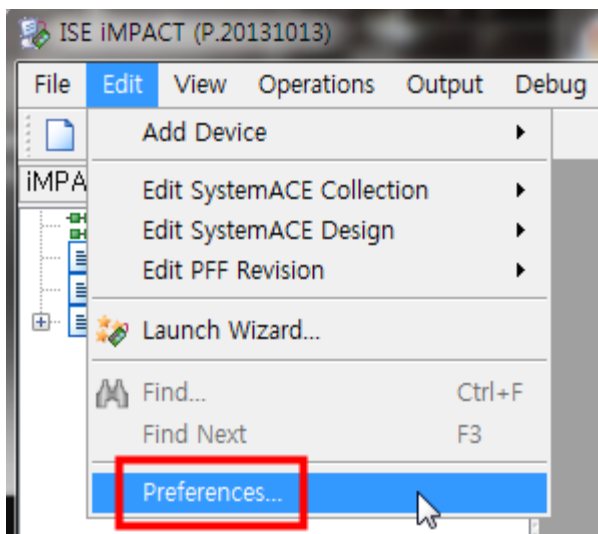 ISE iMPACT (P.20131013)
File Edit View Operations Output Debug
Add Device
iMPA
Edit SystemACE Collection
Edit SystemACE Design
Edit PFF Revision
Launch Wizard...
Find... Ctrl+F
Find Next F3
Preferences...